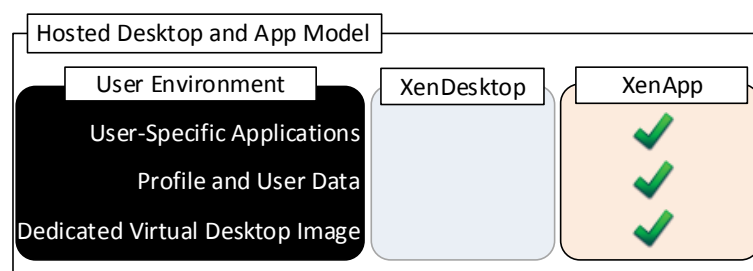 Hosted Desktop and App Model
User Environment
XenDesktop
XenApp
User-Specific Applications
Profile and User Data
Dedicated Virtual Desktop Image